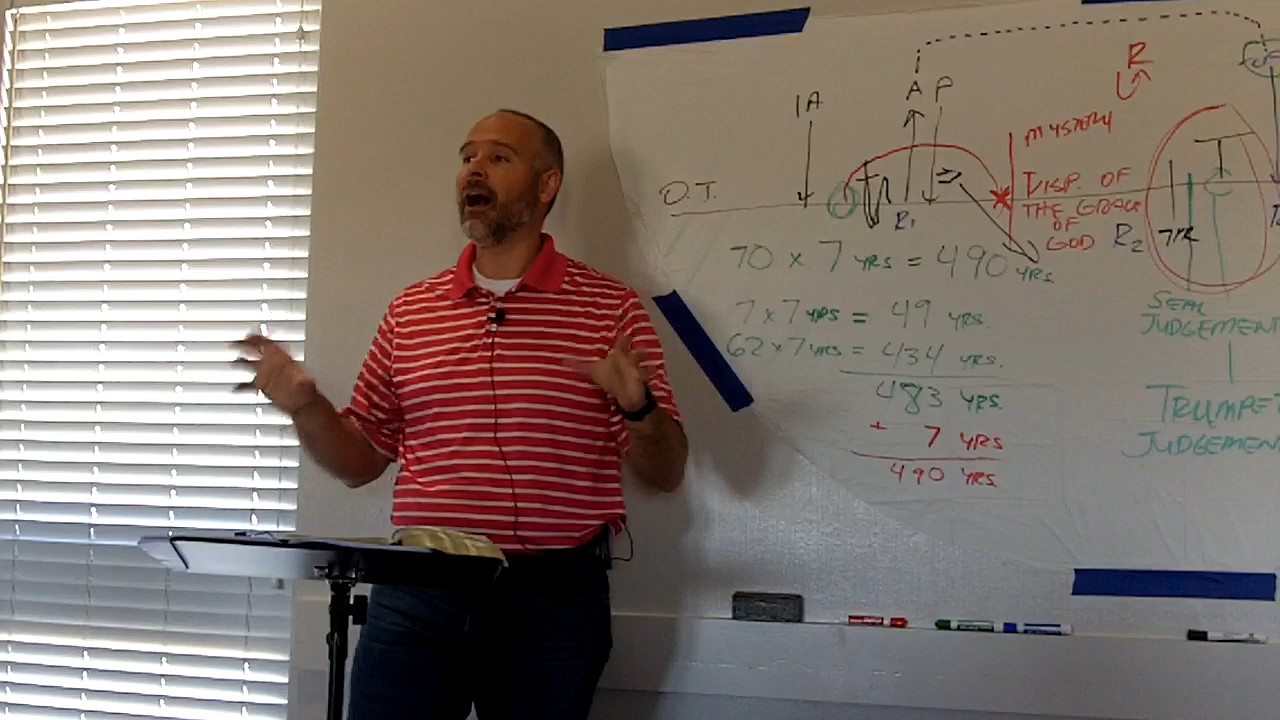 R
A P
1A
MYSTERY
O.T.
DISP. OF
THE GRACE
OF
GOD
R1
R2
7YR
70 x 7 YRS = 490 YRS
7 x 7 YRS = 49 YRS.
62 x 7 YRS = 434 YRS.
483 YRS.
+ 7 YRS
490 YRS.
SEAL
JUDGEMENT
TRUMPET
JUDGEMENT